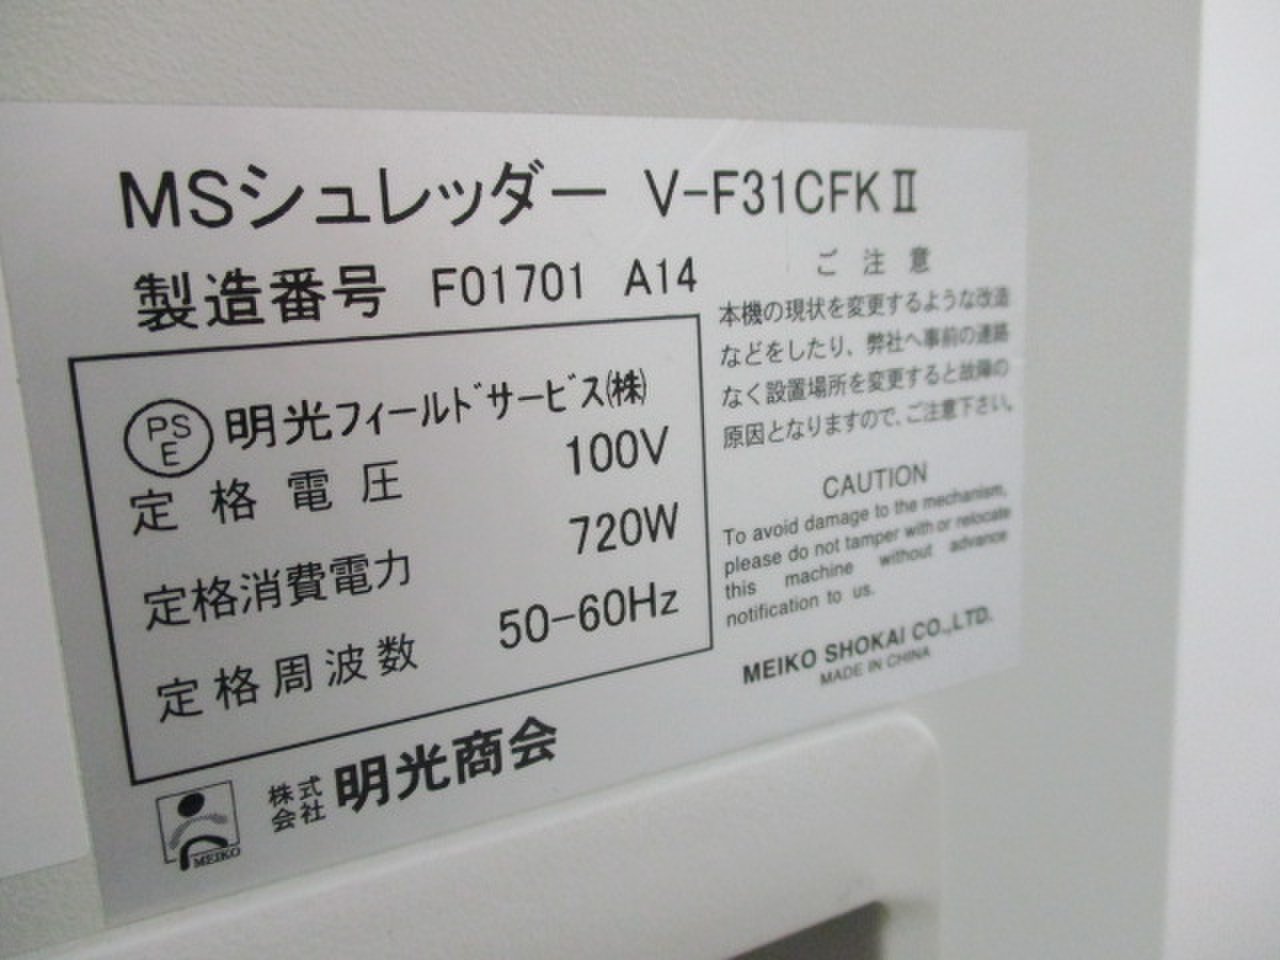 MSシュレッダー V-F31CFKⅡ
製造番号 F01701 A14
PSE 明光フィールドサービス㈱
定格電圧 100V
定格消費電力 720W
定格周波数 50-60Hz
ご注意
本機の現状を変更するような改造
などをしたり、弊社へ事前の連絡
なく設置場所を変更すると故障の
原因となりますので、ご注意下さい。
CAUTION
To avoid damage to the mechanism,
please do not tamper with or relocate
this machine without advance
notification to us.
MEIKO SHOKAI CO.,LTD.
MADE IN CHINA
MEIKO
株式会社 明光商会